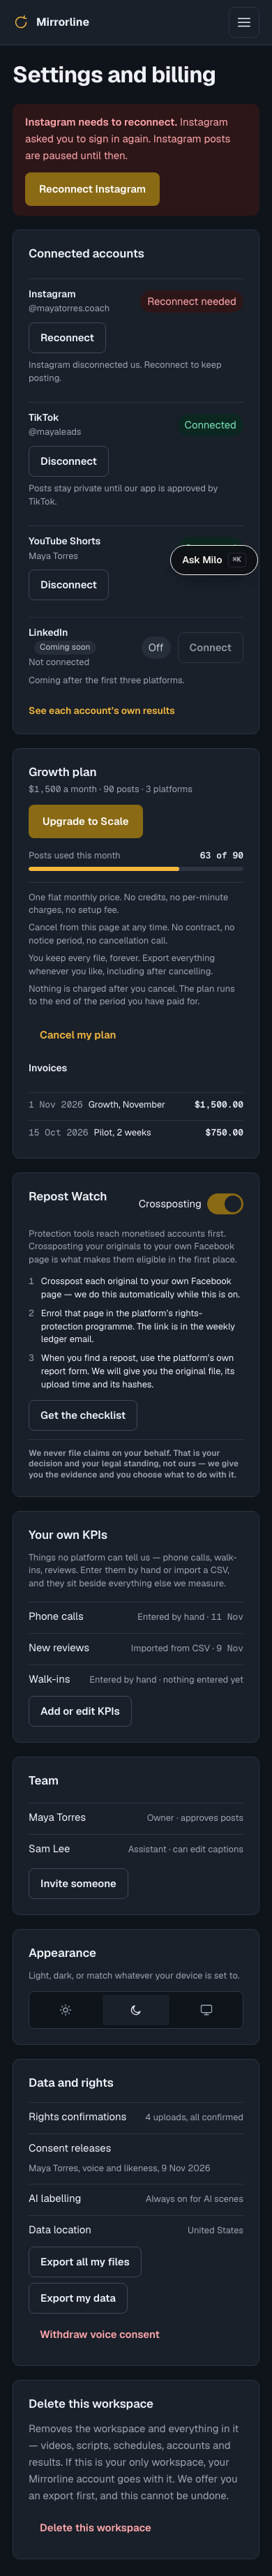 Mirrorline
Settings and billing
Instagram needs to reconnect. Instagram
asked you to sign in again. Instagram posts
are paused until then.
Reconnect Instagram
Connected accounts
Instagram
@mayatorres.coach
Reconnect needed
Reconnect
Instagram disconnected us. Reconnect to keep
posting.
TikTok
@mayaleads
Connected
Disconnect
Posts stay private until our app is approved by
TikTok.
YouTube Shorts
Maya Torres
Ask Milo ⌘K
Disconnect
LinkedIn
Coming soon
Not connected
Off
Connect
Coming after the first three platforms.
See each account's own results
Growth plan
$1,500 a month · 90 posts · 3 platforms
Upgrade to Scale
Posts used this month 63 of 90
One flat monthly price. No credits, no per-minute
charges, no setup fee.
Cancel from this page at any time. No contract, no
notice period, no cancellation call.
You keep every file, forever. Export everything
whenever you like, including after cancelling.
Nothing is charged after you cancel. The plan runs
to the end of the period you have paid for.
Cancel my plan
Invoices
1 Nov 2026 Growth, November $1,500.00
15 Oct 2026 Pilot, 2 weeks $750.00
Repost Watch
Crossposting
Protection tools reach monetised accounts first.
Crossposting your originals to your own Facebook
page is what makes them eligible in the first place.
1 Crosspost each original to your own Facebook
page — we do this automatically while this is on.
2 Enrol that page in the platform's rights-
protection programme. The link is in the weekly
ledger email.
3 When you find a repost, use the platform's own
report form. We will give you the original file, its
upload time and its hashes.
Get the checklist
We never file claims on your behalf. That is your
decision and your legal standing, not ours — we give
you the evidence and you choose what to do with it.
Your own KPIs
Things no platform can tell us — phone calls, walk-
ins, reviews. Enter them by hand or import a CSV,
and they sit beside everything else we measure.
Phone calls Entered by hand · 11 Nov
New reviews Imported from CSV · 9 Nov
Walk-ins Entered by hand · nothing entered yet
Add or edit KPIs
Team
Maya Torres Owner · approves posts
Sam Lee Assistant · can edit captions
Invite someone
Appearance
Light, dark, or match whatever your device is set to.
Data and rights
Rights confirmations 4 uploads, all confirmed
Consent releases
Maya Torres, voice and likeness, 9 Nov 2026
AI labelling Always on for AI scenes
Data location United States
Export all my files
Export my data
Withdraw voice consent
Delete this workspace
Removes the workspace and everything in it
— videos, scripts, schedules, accounts and
results. If this is your only workspace, your
Mirrorline account goes with it. We offer you
an export first, and this cannot be undone.
Delete this workspace